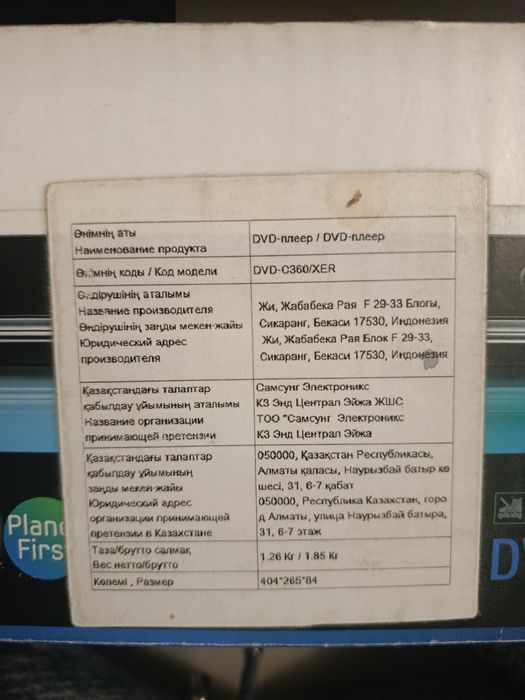 Өнімнің аты
Наименование продукта
DVD-плеер / DVD-плеер
Өнімнің коды / Код модели
DVD-C360/XER
Өндірушінің аталымы
Название производителя
Өндірушінің заңды мекен-жайы
Юридический адрес
производителя
Жи, Жабабека Рая F 29-33 Блогы,
Сикаранг, Бекаси 17530, Индонезия
Жи, Жабабека Рая Блок F 29-33,
Сикаранг, Бекаси 17530, Индонезия
Қазақстандағы талаптар
қабылдау ұйымының аталымы
Название организации
принимающей претензии
Самсунг Электроникс
КЗ Энд Централ Эйжа ЖШС
ТОО "Самсунг Электроникс
КЗ Энд Централ Эйжа
Қазақстандағы талаптар
қабылдау ұйымының
заңды мекен-жайы
Юридический адрес
организации принимающей
претензии в Казахстане
050000, Қазақстан Республикасы,
Алматы қаласы, Наурызбай батыр кө
шесі, 31, 6-7 қабат
050000, Республика Казахстан, горо
д Алматы, улица Наурызбай батыра,
31, 6-7 этаж
Таза/брутто салмақ
Вес нетто/брутто
1.26 Кг / 1.85 Кг
Көлемі , Размер
404*265*84
Plane
First
D